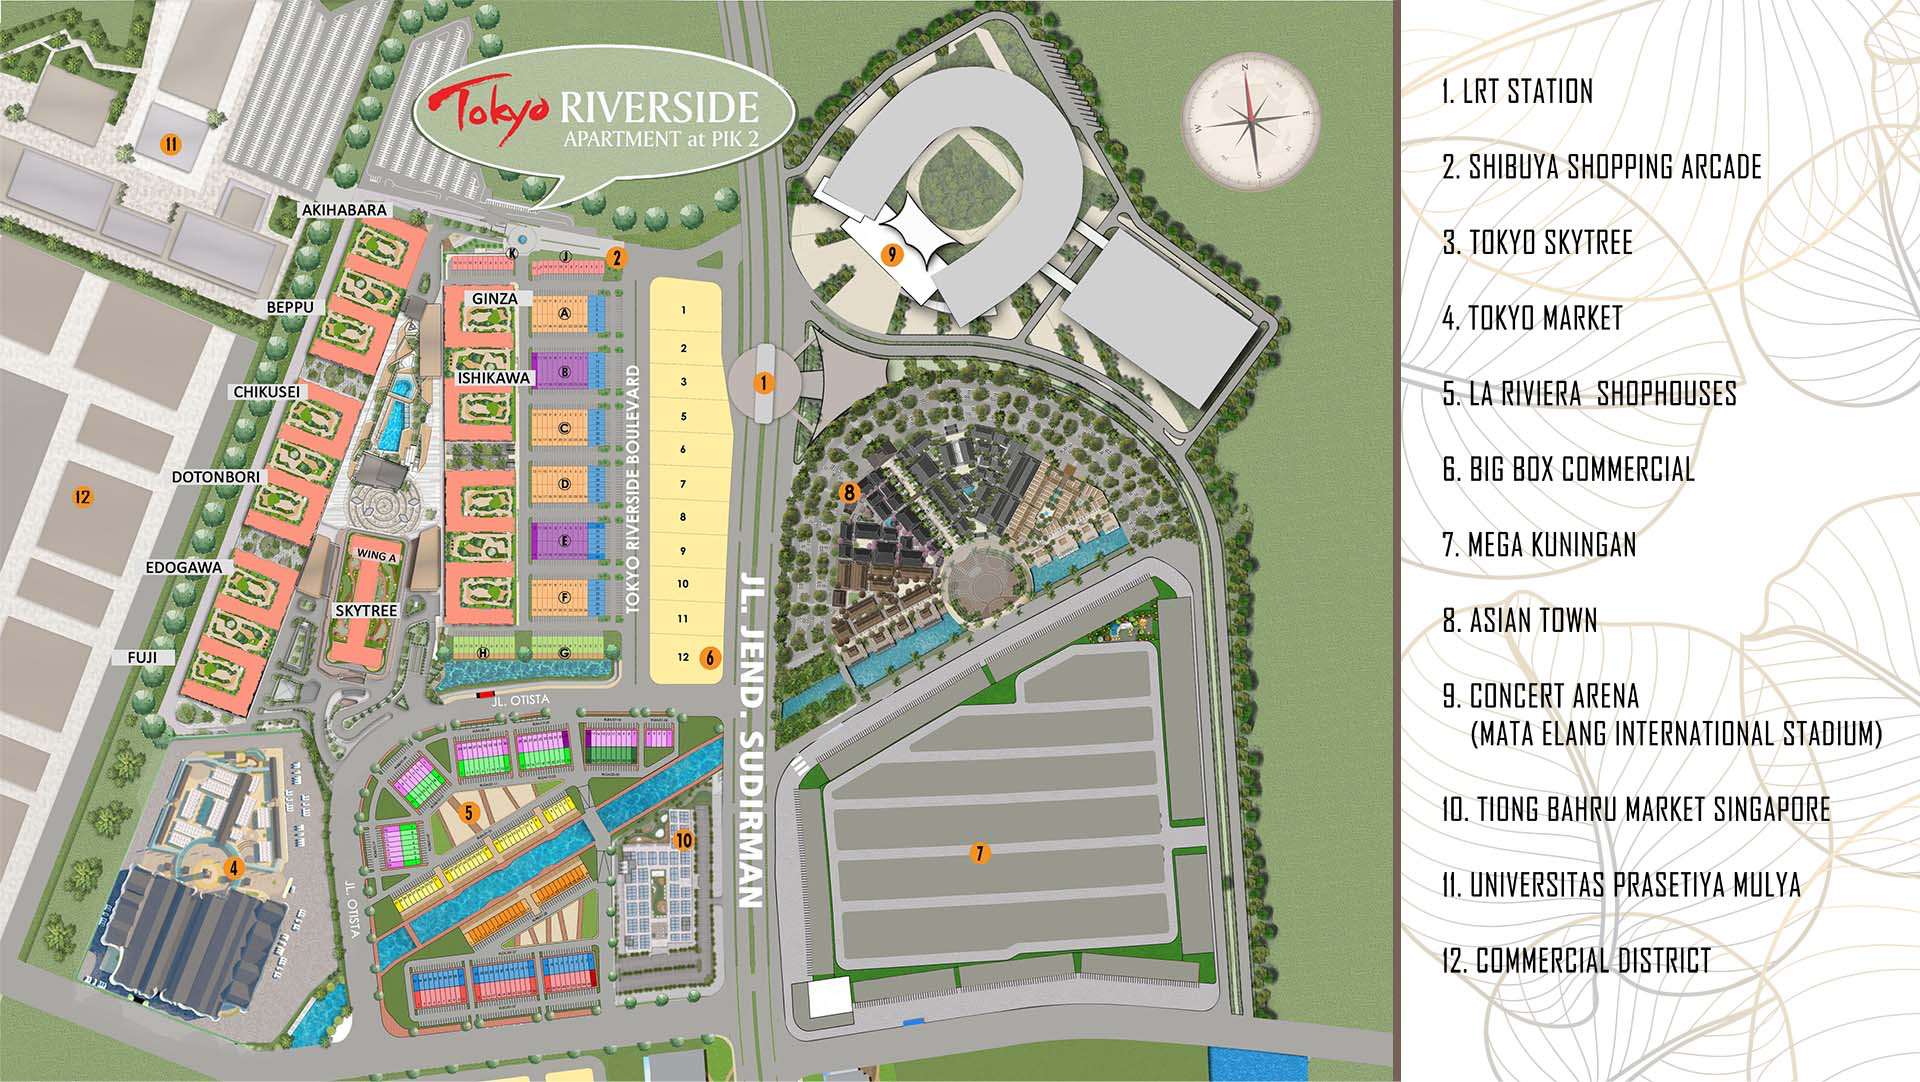 Tokyo RIVERSIDE
APARTMENT at PIK 2
N
E
S
W
11
AKIHABARA
K
J
2
9
BEPPU
GINZA
A
1
2
ISHIKAWA
B
3
1
CHIKUSEI
C
5
6
DOTONBORI
D
7
8
12
8
E
9
WING A
EDOGAWA
10
SKYTREE
F
11
FUJI
H
G
12
6
TOKYO RIVERSIDE BOULEVARD
JL. JEND. SUDIRMAN
JL. OTISTA
5
10
4
7
JL. OTISTA
1. LRT STATION
2. SHIBUYA SHOPPING ARCADE
3. TOKYO SKYTREE
4. TOKYO MARKET
5. LA RIVIERA SHOPHOUSES
6. BIG BOX COMMERCIAL
7. MEGA KUNINGAN
8. ASIAN TOWN
9. CONCERT ARENA
(MATA ELANG INTERNATIONAL STADIUM)
10. TIONG BAHRU MARKET SINGAPORE
11. UNIVERSITAS PRASETIYA MULYA
12. COMMERCIAL DISTRICT